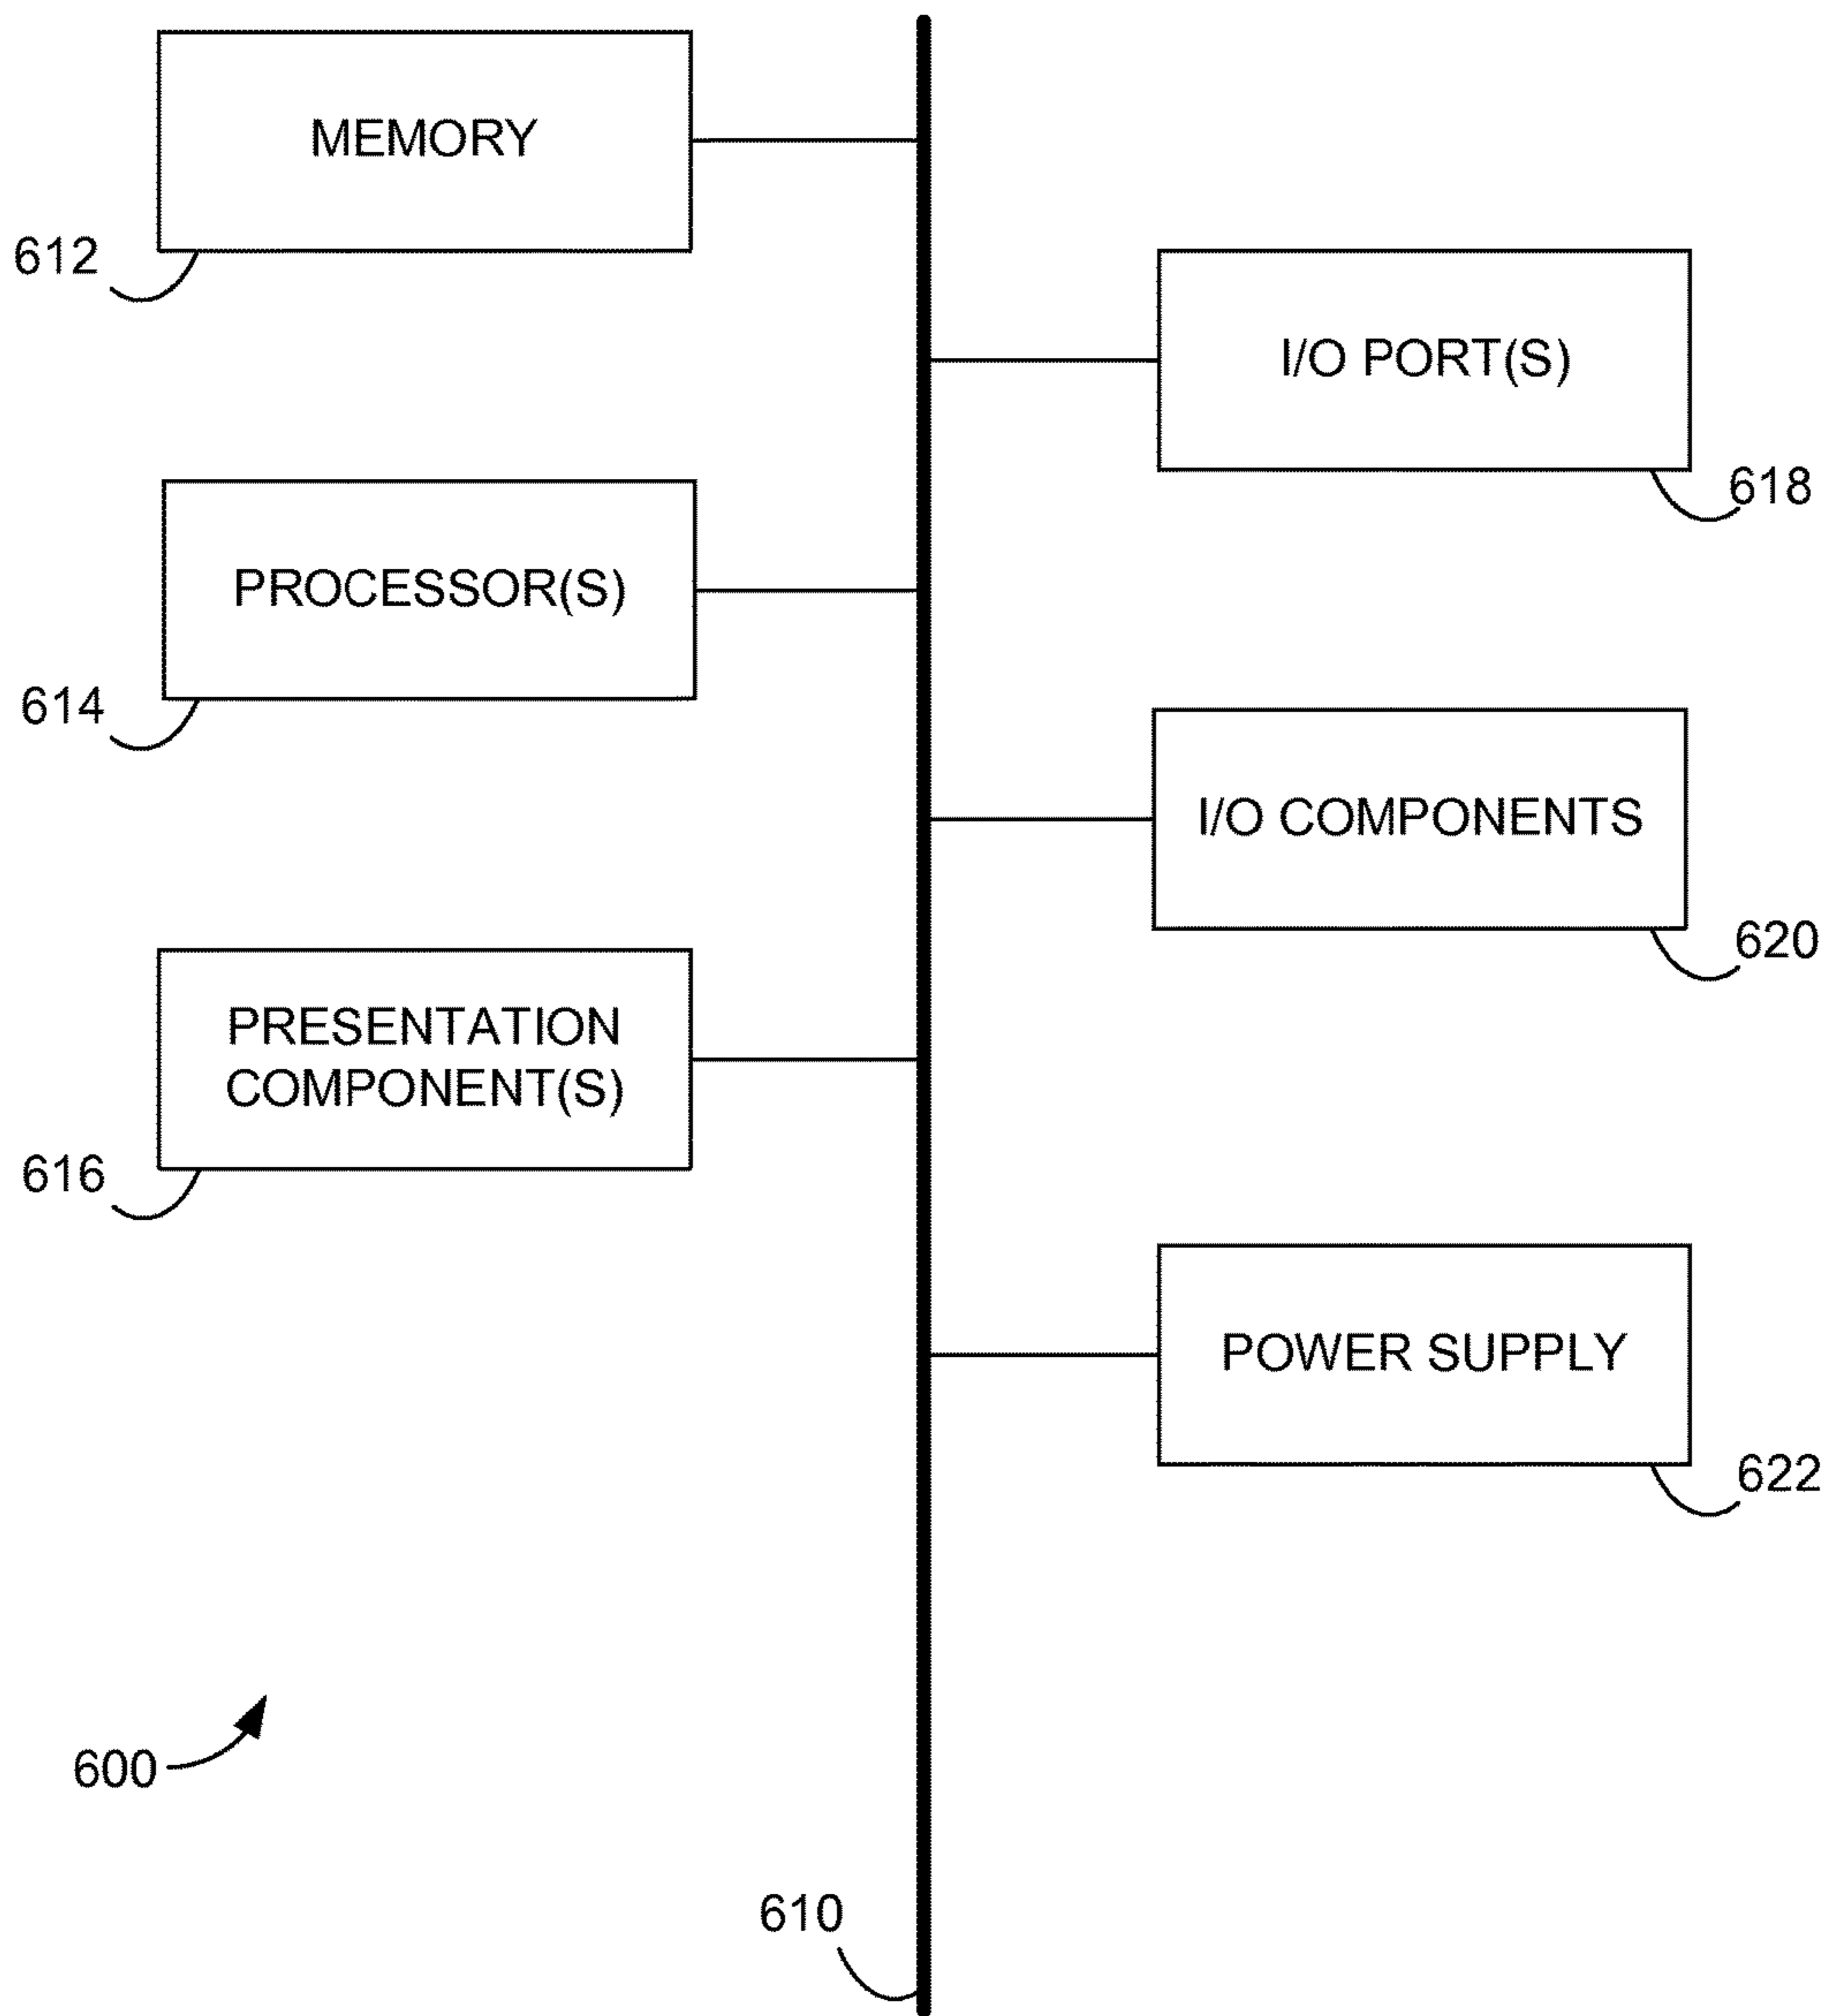 MEMORY
612
I/O PORT(S)
618
PROCESSOR(S)
614
I/O COMPONENTS
620
PRESENTATION
COMPONENT(S)
616
POWER SUPPLY
622
600
610